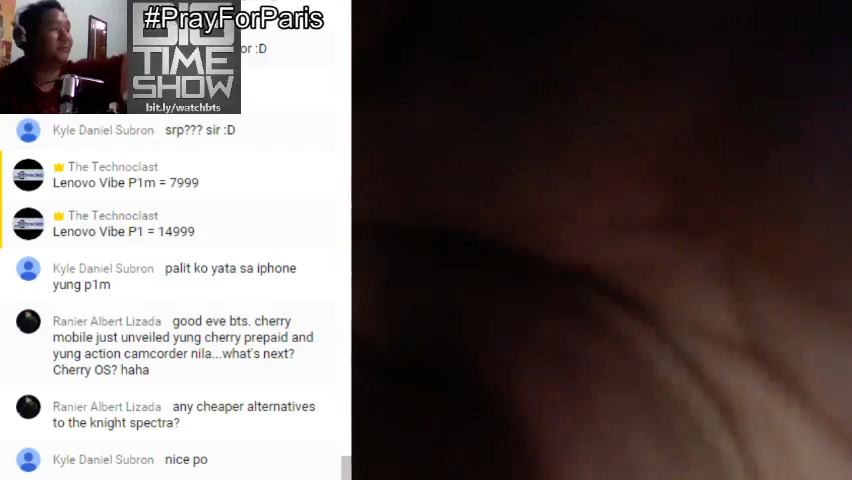 #PrayForParis
BIG
TIME
SHOW
bit.ly/watchbts
or :D
Kyle Daniel Subron srp??? sir :D
The Technoclast
Lenovo Vibe P1m = 7999
The Technoclast
Lenovo Vibe P1 = 14999
Kyle Daniel Subron palit ko yata sa iphone
yung p1m
Ranier Albert Lizada good eve bts. cherry
mobile just unveiled yung cherry prepaid and
yung action camcorder nila...what's next?
Cherry OS? haha
Ranier Albert Lizada any cheaper alternatives
to the knight spectra?
Kyle Daniel Subron nice po